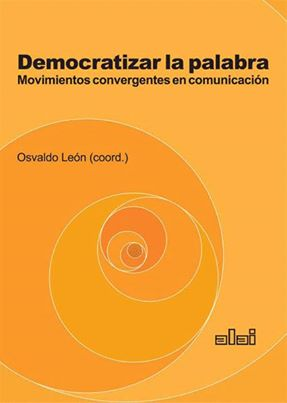 Democratizar la palabra
Movimientos convergentes en comunicación
Osvaldo León (coord.)
alai